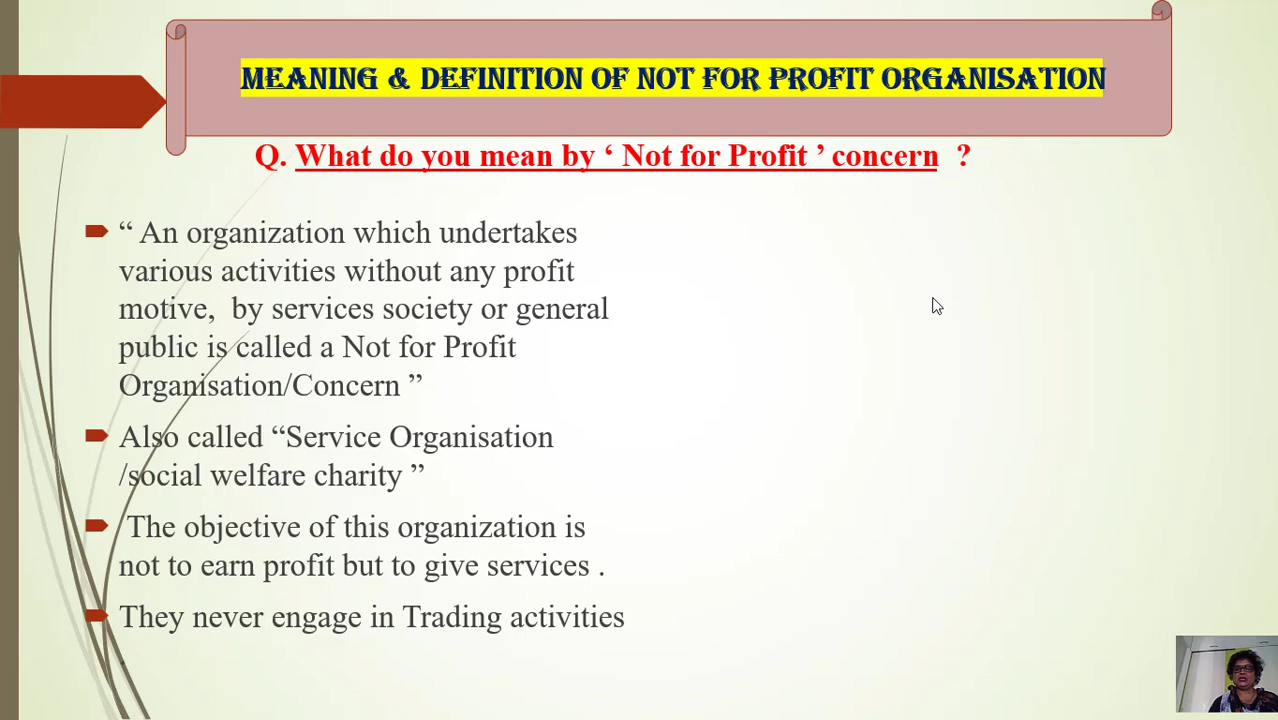 MEANING & DEFINITION OF NOT FOR PROFIT ORGANISATION
Q. What do you mean by ‘ Not for Profit ’ concern ?
“ An organization which undertakes
various activities without any profit
motive, by services society or general
public is called a Not for Profit
Organisation/Concern ”
Also called “Service Organisation
/social welfare charity ”
The objective of this organization is
not to earn profit but to give services .
They never engage in Trading activities